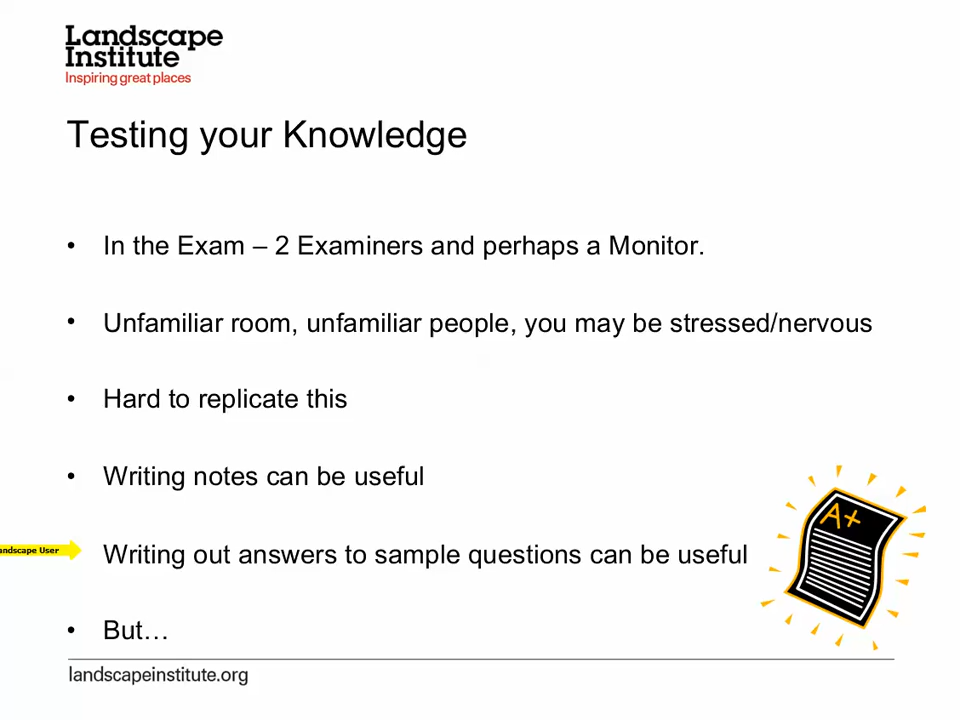 Landscape
Institute
Inspiring great places
Testing your Knowledge
• In the Exam – 2 Examiners and perhaps a Monitor.
• Unfamiliar room, unfamiliar people, you may be stressed/nervous
• Hard to replicate this
• Writing notes can be useful
andscape User
Writing out answers to sample questions can be useful
A+
• But…
landscapeinstitute.org